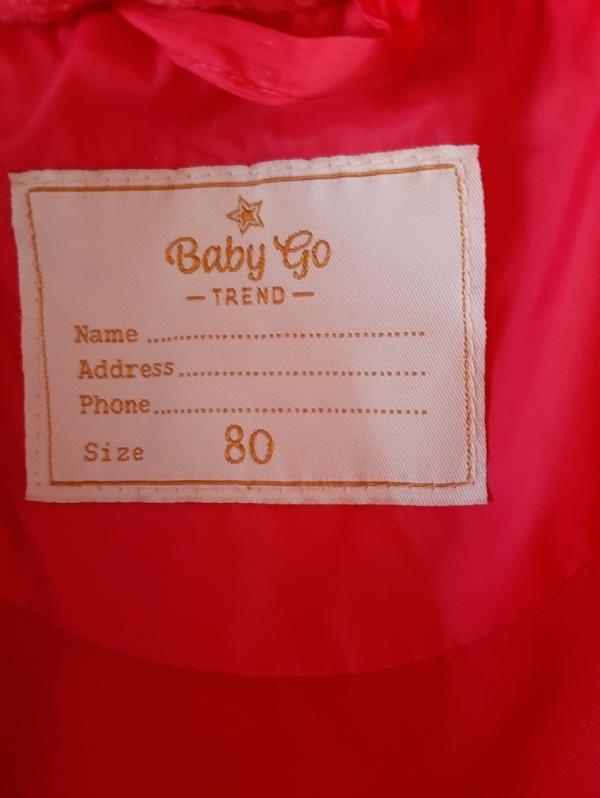 Baby Go
— TREND —
Name ........................................
Address ...................................
Phone .......................................
Size 80